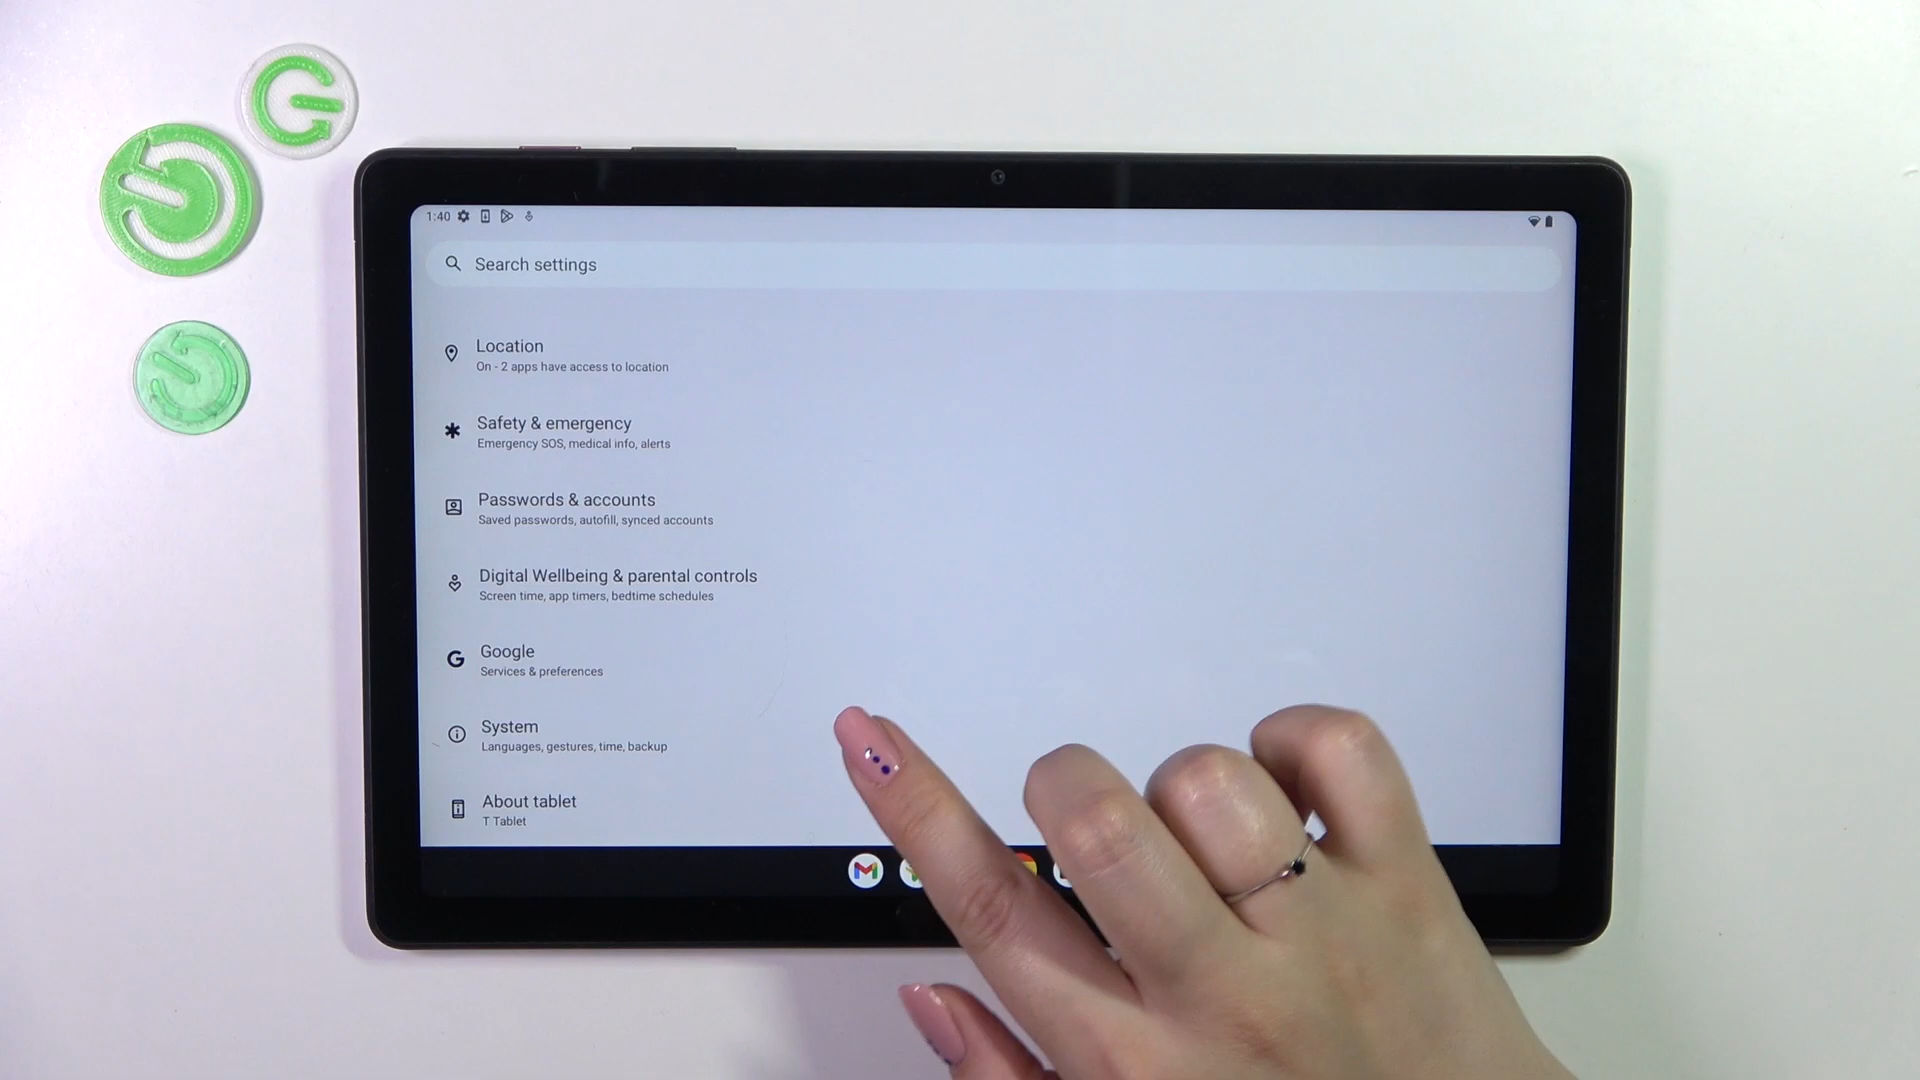 1:40
Search settings
Location
On - 2 apps have access to location
Safety & emergency
Emergency SOS, medical info, alerts
Passwords & accounts
Saved passwords, autofill, synced accounts
Digital Wellbeing & parental controls
Screen time, app timers, bedtime schedules
Google
Services & preferences
System
Languages, gestures, time, backup
About tablet
T Tablet